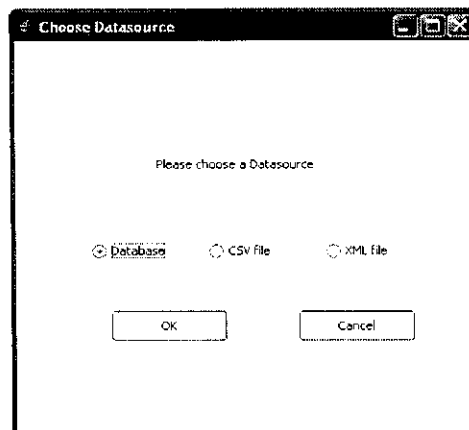 Choose Datasource
Please choose a Datasource
Database CSV file XML file
OK Cancel